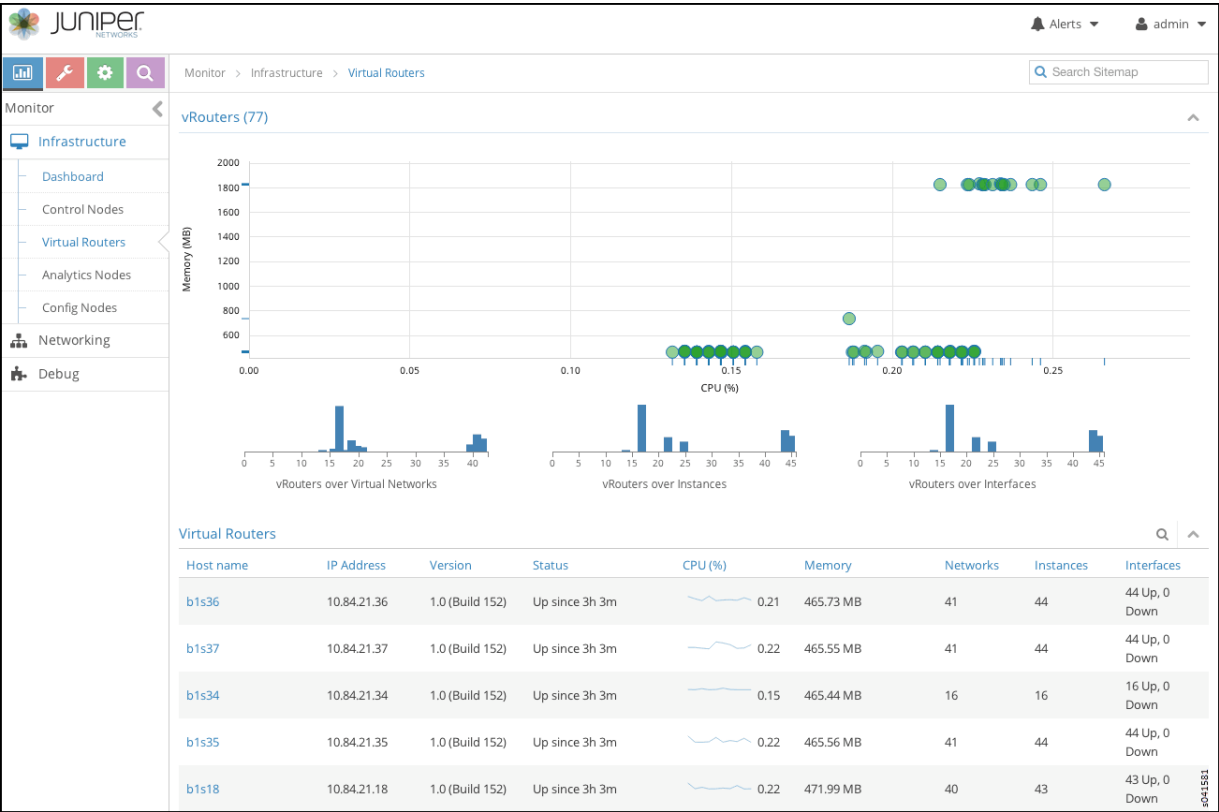 JUNIPER
NETWORKS
Alerts
admin
Monitor > Infrastructure > Virtual Routers
Search Sitemap
Monitor
Infrastructure
Dashboard
Control Nodes
Virtual Routers
Analytics Nodes
Config Nodes
Networking
Debug
vRouters (77)
Memory (MB)
2000
1800
1600
1400
1200
1000
800
600
0.00 0.05 0.10 0.15 0.20 0.25
CPU (%)
0 5 10 15 20 25 30 35 40
vRouters over Virtual Networks
0 5 10 15 20 25 30 35 40 45
vRouters over Instances
0 5 10 15 20 25 30 35 40 45
vRouters over Interfaces
Virtual Routers
Host name IP Address Version Status CPU (%) Memory Networks Instances Interfaces
b1s36 10.84.21.36 1.0 (Build 152) Up since 3h 3m 0.21 465.73 MB 41 44 44 Up, 0
Down
b1s37 10.84.21.37 1.0 (Build 152) Up since 3h 3m 0.22 465.55 MB 41 44 44 Up, 0
Down
b1s34 10.84.21.34 1.0 (Build 152) Up since 3h 3m 0.15 465.44 MB 16 16 16 Up, 0
Down
b1s35 10.84.21.35 1.0 (Build 152) Up since 3h 3m 0.22 465.56 MB 41 44 44 Up, 0
Down
b1s18 10.84.21.18 1.0 (Build 152) Up since 3h 3m 0.22 471.99 MB 40 43 43 Up, 0
Down
s041581